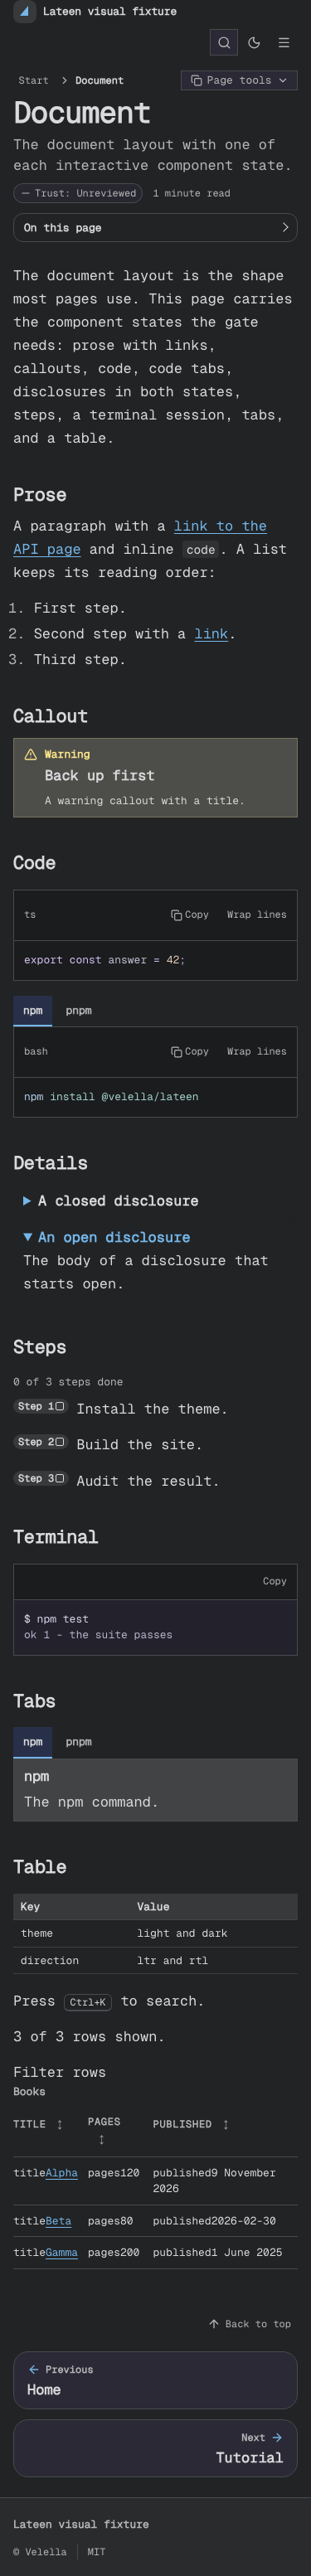 Lateen visual fixture
Start > Document
Page tools
Document
The document layout with one of
each interactive component state.
— Trust: Unreviewed
1 minute read
On this page
The document layout is the shape
most pages use. This page carries
the component states the gate
needs: prose with links,
callouts, code, code tabs,
disclosures in both states,
steps, a terminal session, tabs,
and a table.
Prose
A paragraph with a link to the
API page and inline code. A list
keeps its reading order:
1. First step.
2. Second step with a link.
3. Third step.
Callout
Warning
Back up first
A warning callout with a title.
Code
ts Copy Wrap lines
export const answer = 42;
npm pnpm
bash Copy Wrap lines
npm install @velella/lateen
Details
A closed disclosure
An open disclosure
The body of a disclosure that
starts open.
Steps
0 of 3 steps done
Step 1 Install the theme.
Step 2 Build the site.
Step 3 Audit the result.
Terminal
Copy
$ npm test
ok 1 - the suite passes
Tabs
npm pnpm
npm
The npm command.
Table
Key Value
theme light and dark
direction ltr and rtl
Press Ctrl+K to search.
3 of 3 rows shown.
Filter rows
Books
TITLE ↕ PAGES ↕ PUBLISHED ↕
titleAlpha pages120 published9 November
2026
titleBeta pages80 published2026-02-30
titleGamma pages200 published1 June 2025
↑ Back to top
← Previous
Home
Next →
Tutorial
Lateen visual fixture
© Velella MIT